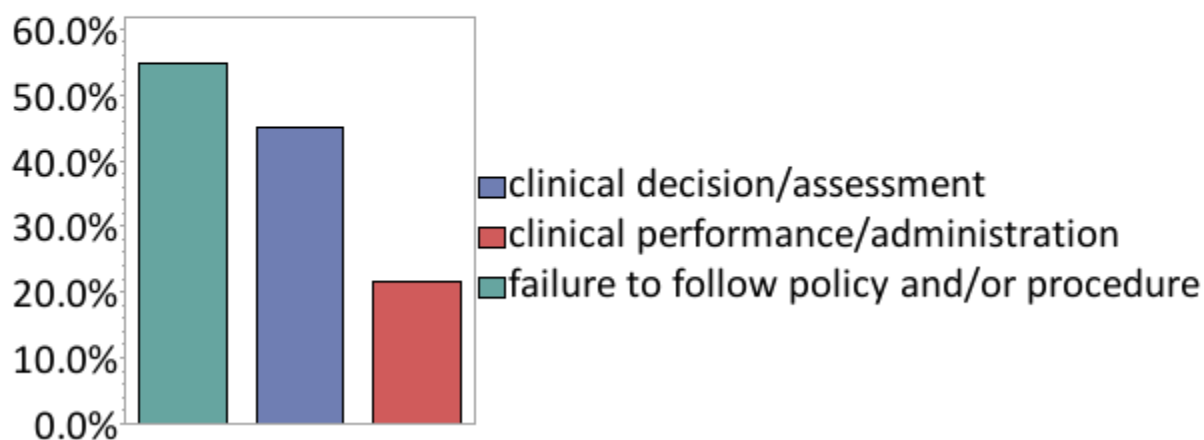 60.0%
50.0%
40.0%
30.0%
20.0%
10.0%
0.0%
clinical decision/assessment
clinical performance/administration
failure to follow policy and/or procedure